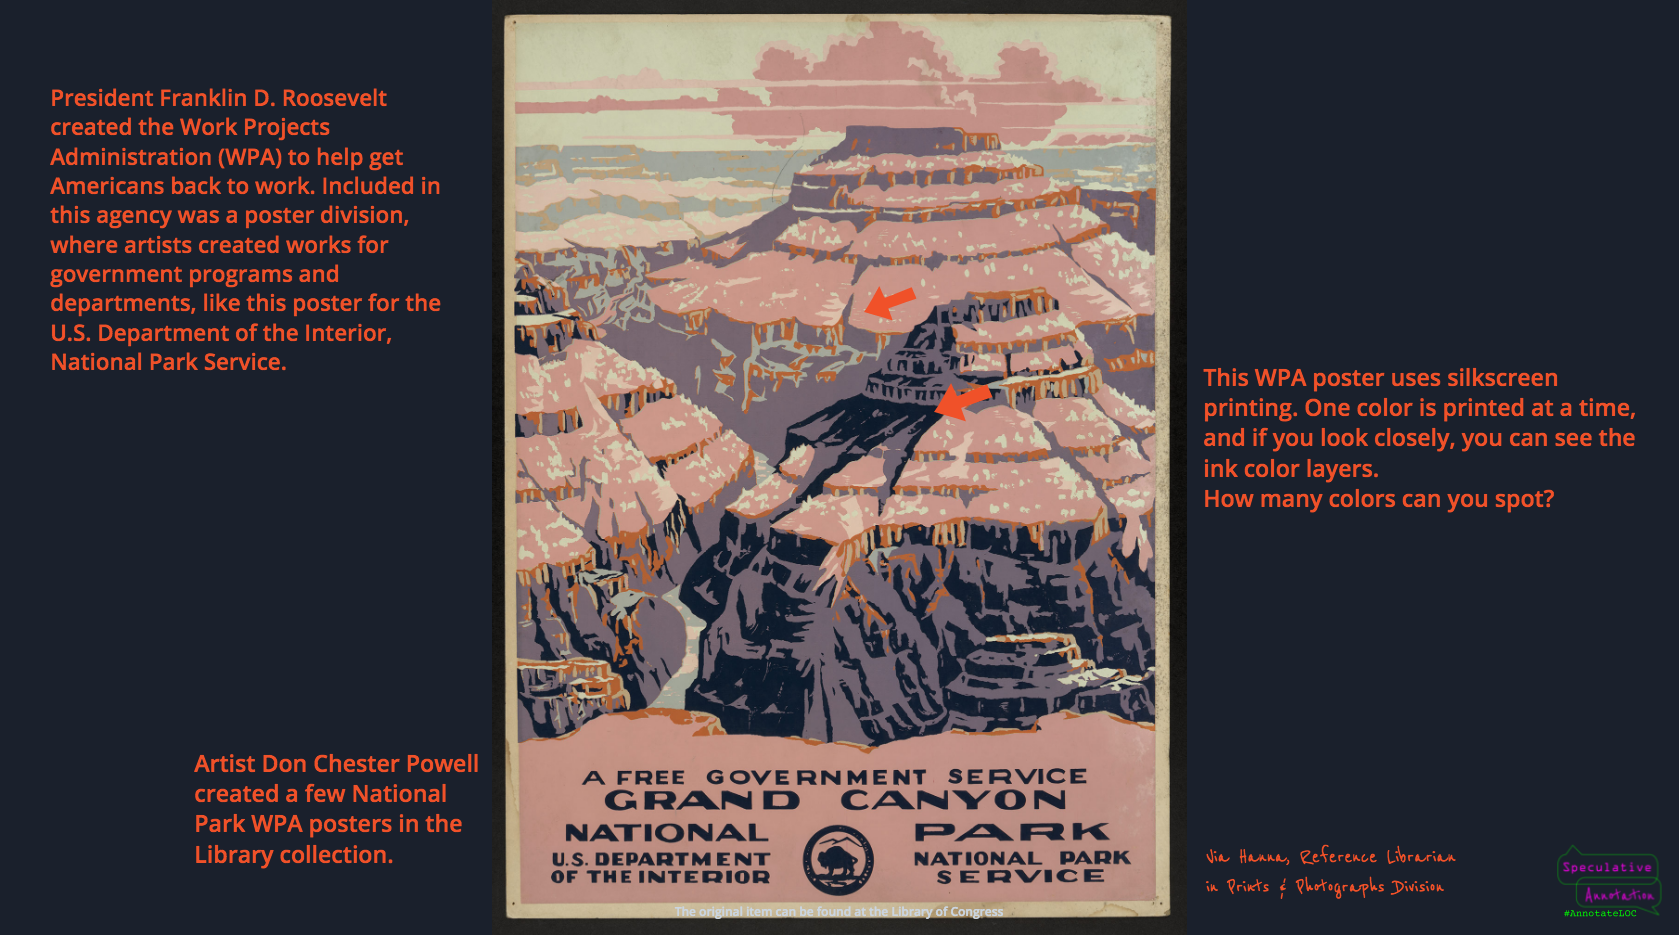 President Franklin D. Roosevelt
created the Work Projects
Administration (WPA) to help get
Americans back to work. Included in
this agency was a poster division,
where artists created works for
government programs and
departments, like this poster for the
U.S. Department of the Interior,
National Park Service.
This WPA poster uses silkscreen
printing. One color is printed at a time,
and if you look closely, you can see the
ink color layers.
How many colors can you spot?
Artist Don Chester Powell
created a few National
Park WPA posters in the
Library collection.
A FREE GOVERNMENT SERVICE
GRAND CANYON
NATIONAL PARK
U.S. DEPARTMENT
OF THE INTERIOR
NATIONAL PARK
SERVICE
The original item can be found at the Library of Congress
Via Hanna, Reference Librarian
in Prints & Photographs Division
Speculative
Annotation
#AnnotateLOC